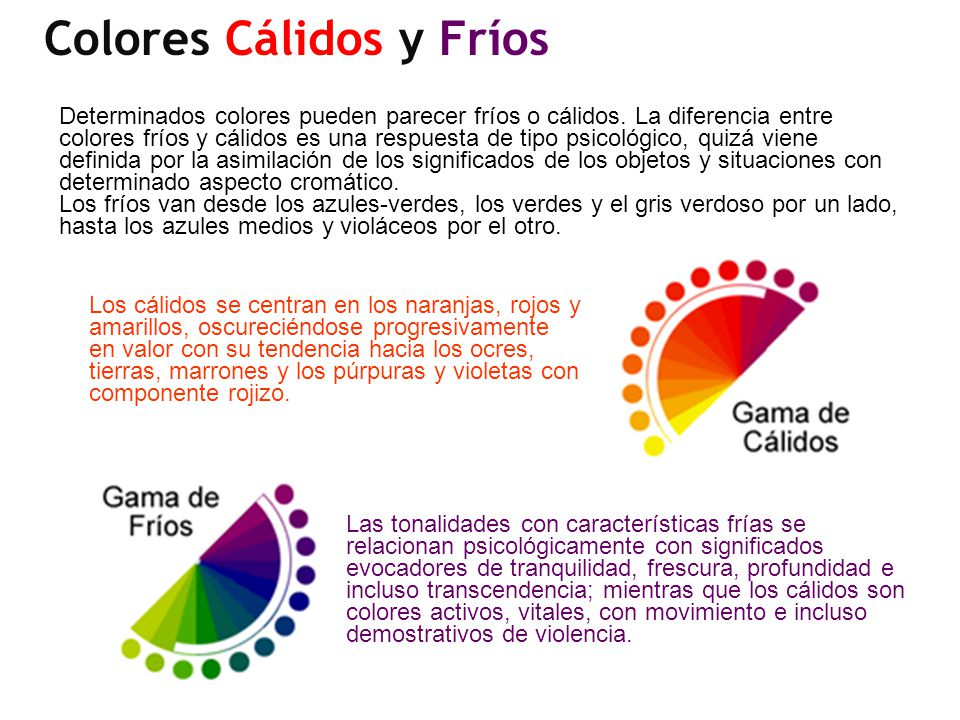 Colores Cálidos y Fríos
Determinados colores pueden parecer fríos o cálidos. La diferencia entre
colores fríos y cálidos es una respuesta de tipo psicológico, quizá viene
definida por la asimilación de los significados de los objetos y situaciones con
determinado aspecto cromático.
Los fríos van desde los azules-verdes, los verdes y el gris verdoso por un lado,
hasta los azules medios y violáceos por el otro.
Los cálidos se centran en los naranjas, rojos y
amarillos, oscureciéndose progresivamente
en valor con su tendencia hacia los ocres,
tierras, marrones y los púrpuras y violetas con
componente rojizo.
Gama de
Cálidos
Gama de
Fríos
Las tonalidades con características frías se
relacionan psicológicamente con significados
evocadores de tranquilidad, frescura, profundidad e
incluso transcendencia; mientras que los cálidos son
colores activos, vitales, con movimiento e incluso
demostrativos de violencia.